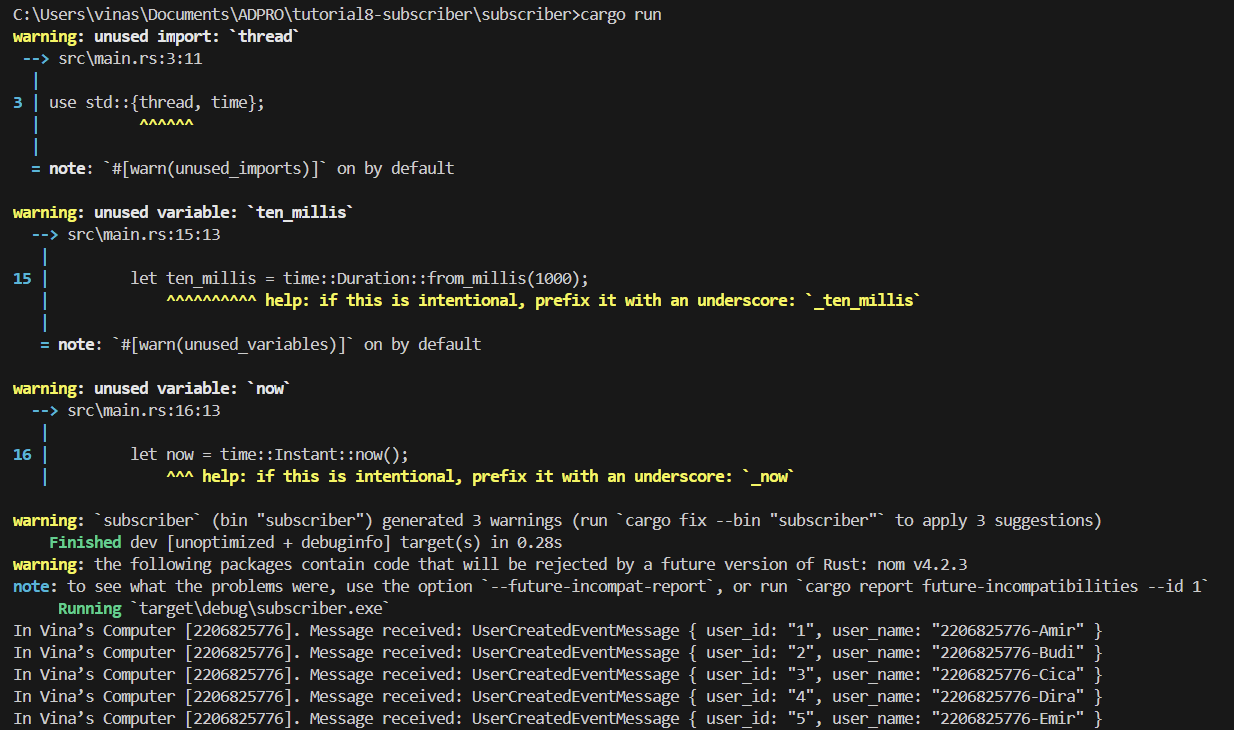 C:\Users\vinas\Documents\ADPRO\tutorial8-subscriber\subscriber>cargo run
warning: unused import: `thread`
 --> src\main.rs:3:11
  |
3 | use std::{thread, time};
  |           ^^^^^^
  |
  = note: `#[warn(unused_imports)]` on by default

warning: unused variable: `ten_millis`
  --> src\main.rs:15:13
   |
15 |         let ten_millis = time::Duration::from_millis(1000);
   |             ^^^^^^^^^^ help: if this is intentional, prefix it with an underscore: `_ten_millis`
   |
   = note: `#[warn(unused_variables)]` on by default

warning: unused variable: `now`
  --> src\main.rs:16:13
   |
16 |         let now = time::Instant::now();
   |             ^^^ help: if this is intentional, prefix it with an underscore: `_now`

warning: `subscriber` (bin "subscriber") generated 3 warnings (run `cargo fix --bin "subscriber"` to apply 3 suggestions)
    Finished dev [unoptimized + debuginfo] target(s) in 0.28s
warning: the following packages contain code that will be rejected by a future version of Rust: nom v4.2.3
note: to see what the problems were, use the option `--future-incompat-report`, or run `cargo report future-incompatibilities --id 1`
     Running `target\debug\subscriber.exe`
In Vina’s Computer [2206825776]. Message received: UserCreatedEventMessage { user_id: "1", user_name: "2206825776-Amir" }
In Vina’s Computer [2206825776]. Message received: UserCreatedEventMessage { user_id: "2", user_name: "2206825776-Budi" }
In Vina’s Computer [2206825776]. Message received: UserCreatedEventMessage { user_id: "3", user_name: "2206825776-Cica" }
In Vina’s Computer [2206825776]. Message received: UserCreatedEventMessage { user_id: "4", user_name: "2206825776-Dira" }
In Vina’s Computer [2206825776]. Message received: UserCreatedEventMessage { user_id: "5", user_name: "2206825776-Emir" }